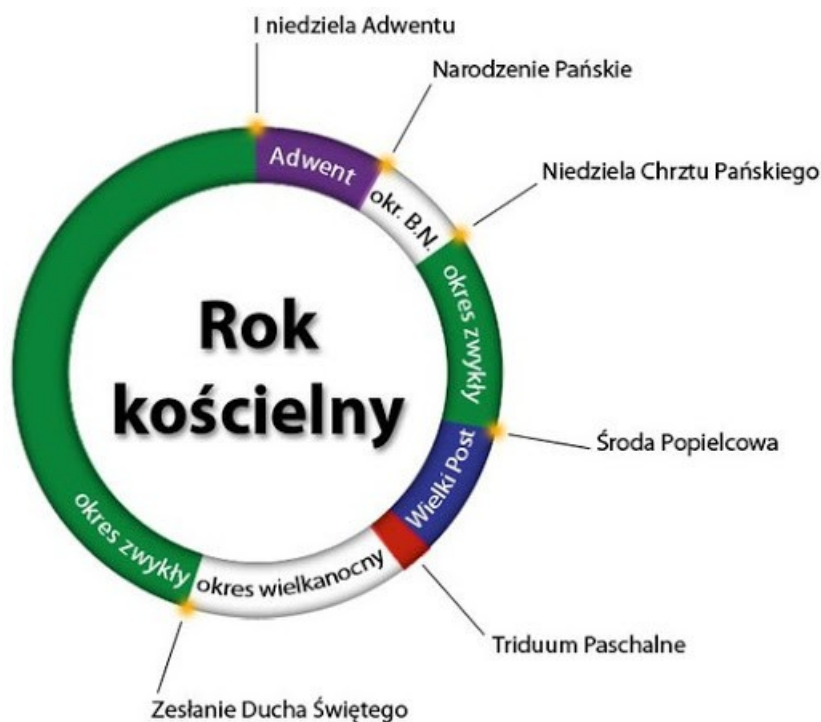 I niedziela Adwentu
Narodzenie Pańskie
Adwent
okr. B.N.
Niedziela Chrztu Pańskiego
okres zwykły
Rok
kościelny
Środa Popielcowa
Wielki Post
okres zwykły
okres wielkanocny
Triduum Paschalne
Zesłanie Ducha Świętego